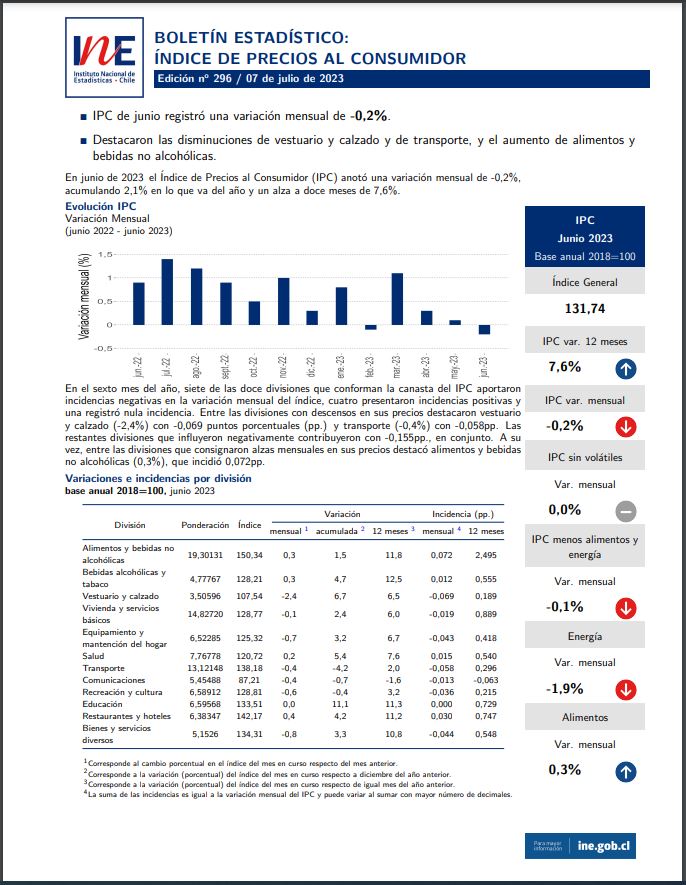 INE
Instituto Nacional de
Estadísticas • Chile
BOLETÍN ESTADÍSTICO:
ÍNDICE DE PRECIOS AL CONSUMIDOR
Edición nº 296 / 07 de julio de 2023
■ IPC de junio registró una variación mensual de -0,2%.
■ Destacaron las disminuciones de vestuario y calzado y de transporte, y el aumento de alimentos y
bebidas no alcohólicas.
En junio de 2023 el Índice de Precios al Consumidor (IPC) anotó una variación mensual de -0,2%,
acumulando 2,1% en lo que va del año y un alza a doce meses de 7,6%.
Evolución IPC
Variación Mensual
(junio 2022 - junio 2023)
Variación mensual (%)
1,5
1
0,5
0
-0,5
jun.-22
jul.-22
ago.-22
sept.-22
oct.-22
nov.-22
dic.-22
ene.-23
feb.-23
mar.-23
abr.-23
may.-23
jun.-23
En el sexto mes del año, siete de las doce divisiones que conforman la canasta del IPC aportaron
incidencias negativas en la variación mensual del índice, cuatro presentaron incidencias positivas y
una registró nula incidencia. Entre las divisiones con descensos en sus precios destacaron vestuario
y calzado (-2,4%) con -0,069 puntos porcentuales (pp.) y transporte (-0,4%) con -0,058pp. Las
restantes divisiones que influyeron negativamente contribuyeron con -0,155pp., en conjunto. A su
vez, entre las divisiones que consignaron alzas mensuales en sus precios destacó alimentos y bebidas
no alcohólicas (0,3%), que incidió 0,072pp.
Variaciones e incidencias por división
base anual 2018=100, junio 2023
Variación Incidencia (pp.)
División Ponderación Índice mensual 1 acumulada 2 12 meses 3 mensual 4 12 meses
Alimentos y bebidas no
alcohólicas 19,30131 150,34 0,3 1,5 11,8 0,072 2,495
Bebidas alcohólicas y
tabaco 4,77767 128,21 0,3 4,7 12,5 0,012 0,555
Vestuario y calzado 3,50596 107,54 -2,4 6,7 6,5 -0,069 0,189
Vivienda y servicios
básicos 14,82720 128,77 -0,1 2,4 6,0 -0,019 0,889
Equipamiento y
mantención del hogar 6,52285 125,32 -0,7 3,2 6,7 -0,043 0,418
Salud 7,76778 120,72 0,2 5,4 7,6 0,015 0,540
Transporte 13,12148 138,18 -0,4 -4,2 2,0 -0,058 0,296
Comunicaciones 5,45488 87,21 -0,4 -0,7 -1,6 -0,013 -0,063
Recreación y cultura 6,58912 128,81 -0,6 -0,4 3,2 -0,036 0,215
Educación 6,59568 133,51 0,0 11,1 11,3 0,000 0,729
Restaurantes y hoteles 6,38347 142,17 0,4 4,2 11,2 0,030 0,747
Bienes y servicios
diversos 5,1526 134,31 -0,8 3,3 10,8 -0,044 0,548
1Corresponde al cambio porcentual en el índice del mes en curso respecto del mes anterior.
2Corresponde a la variación (porcentual) del índice del mes en curso respecto a diciembre del año anterior.
3Corresponde a la variación (porcentual) del índice del mes en curso respecto de igual mes del año anterior.
4La suma de las incidencias es igual a la variación mensual del IPC y puede variar al sumar con mayor número de decimales.
IPC
Junio 2023
Base anual 2018=100
Índice General
131,74
IPC var. 12 meses
7,6%
IPC var. mensual
-0,2%
IPC sin volátiles
Var. mensual
0,0%
IPC menos alimentos y
energía
Var. mensual
-0,1%
Energía
Var. mensual
-1,9%
Alimentos
Var. mensual
0,3%
Para mayor
información
ine.gob.cl